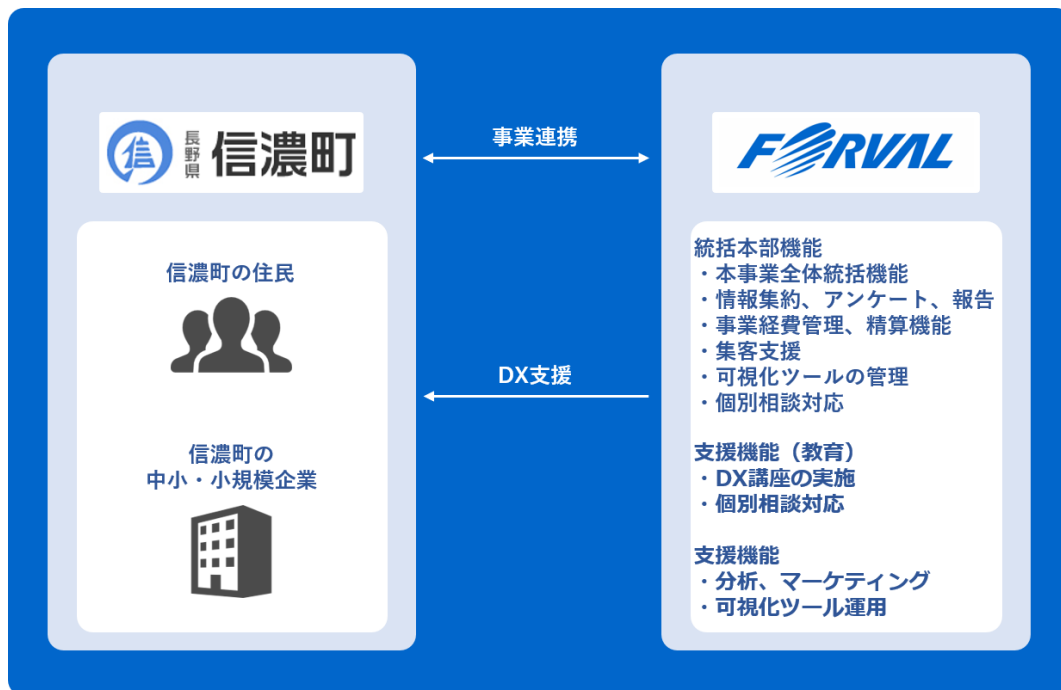 信
長野県
信濃町
信濃町の住民
信濃町の
中小・小規模企業
事業連携
DX支援
FORVAL
統括本部機能
・本事業全体統括機能
・情報集約、アンケート、報告
・事業経費管理、精算機能
・集客支援
・可視化ツールの管理
・個別相談対応
支援機能（教育）
・DX講座の実施
・個別相談対応
支援機能
・分析、マーケティング
・可視化ツール運用